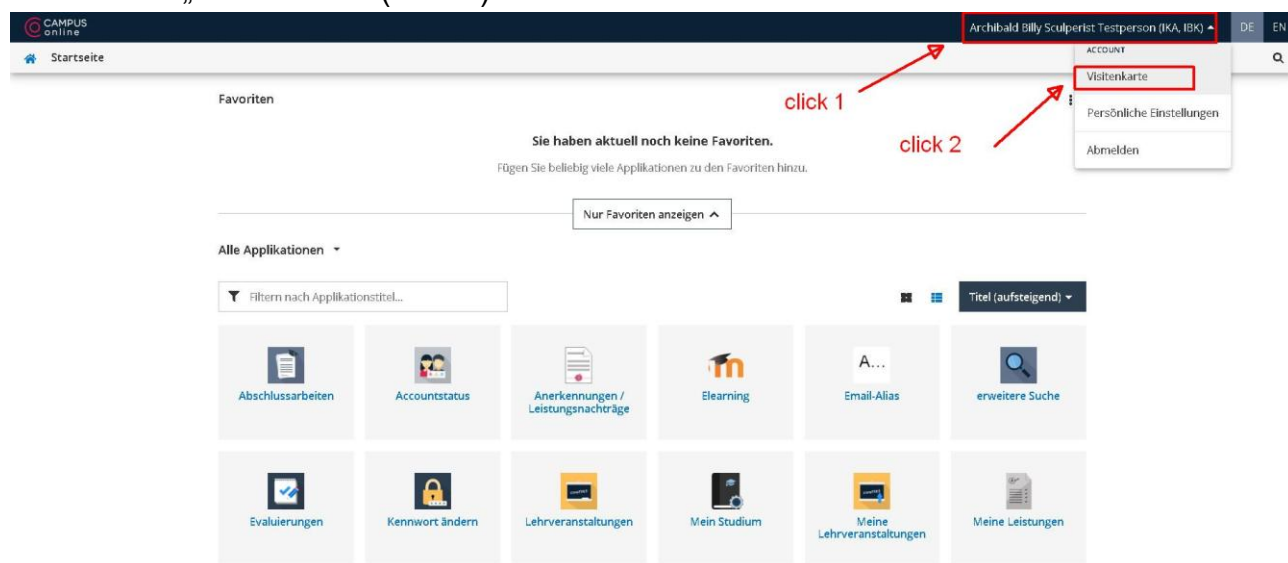 CAMPUS
online
Archibald Billy Sculperist Testperson (IKA, IBK)
DE
EN
Startseite
ACCOUNT
Visitenkarte
Persönliche Einstellungen
Abmelden
click 1
click 2
Favoriten
Sie haben aktuell noch keine Favoriten.
Fügen Sie beliebig viele Applikationen zu den Favoriten hinzu.
Nur Favoriten anzeigen
Alle Applikationen
Filtern nach Applikationstitel...
Titel (aufsteigend)
Abschlussarbeiten
Accountstatus
Anerkennungen /
Leistungsnachträge
Elearning
A...
Email-Alias
erweitere Suche
Evaluierungen
Kennwort ändern
Lehrveranstaltungen
Mein Studium
Meine
Lehrveranstaltungen
Meine Leistungen